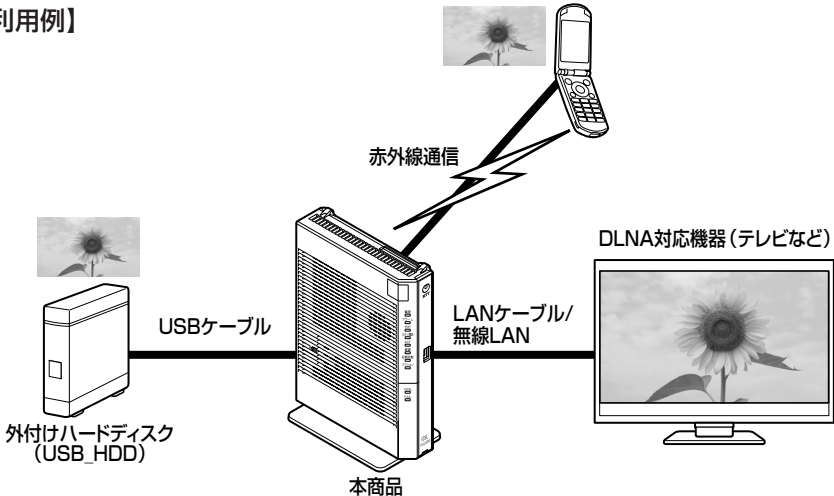 利用例】
赤外線通信
DLNA対応機器（テレビなど）
USBケーブル
LANケーブル/
無線LAN
外付けハードディスク
（USB_HDD）
本商品